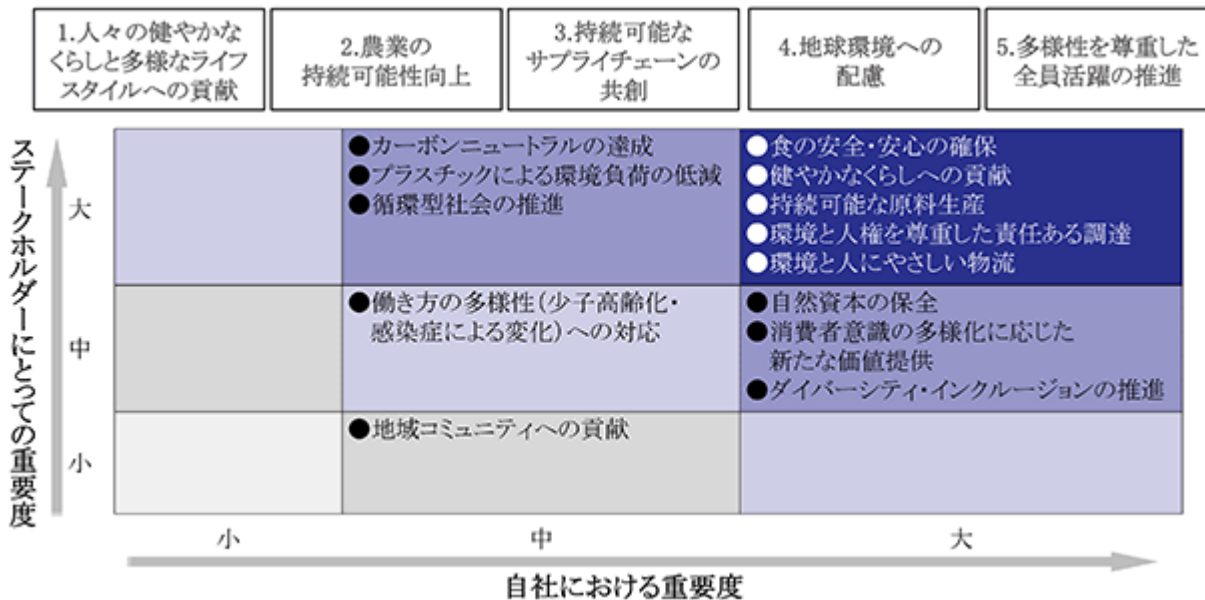 1.人々の健やかな
くらしと多様なライフ
スタイルへの貢献
2.農業の
持続可能性向上
3.持続可能な
サプライチェーンの
共創
4.地球環境への
配慮
5.多様性を尊重した
全員活躍の推進
ステークホルダーにとっての重要度
大
●カーボンニュートラルの達成
●プラスチックによる環境負荷の低減
●循環型社会の推進
●食の安全・安心の確保
●健やかなくらしへの貢献
●持続可能な原料生産
●環境と人権を尊重した責任ある調達
●環境と人にやさしい物流
中
●働き方の多様性(少子高齢化・
感染症による変化)への対応
●自然資本の保全
●消費者意識の多様化に応じた
新たな価値提供
●ダイバーシティ・インクルージョンの推進
小
●地域コミュニティへの貢献
小
中
大
自社における重要度